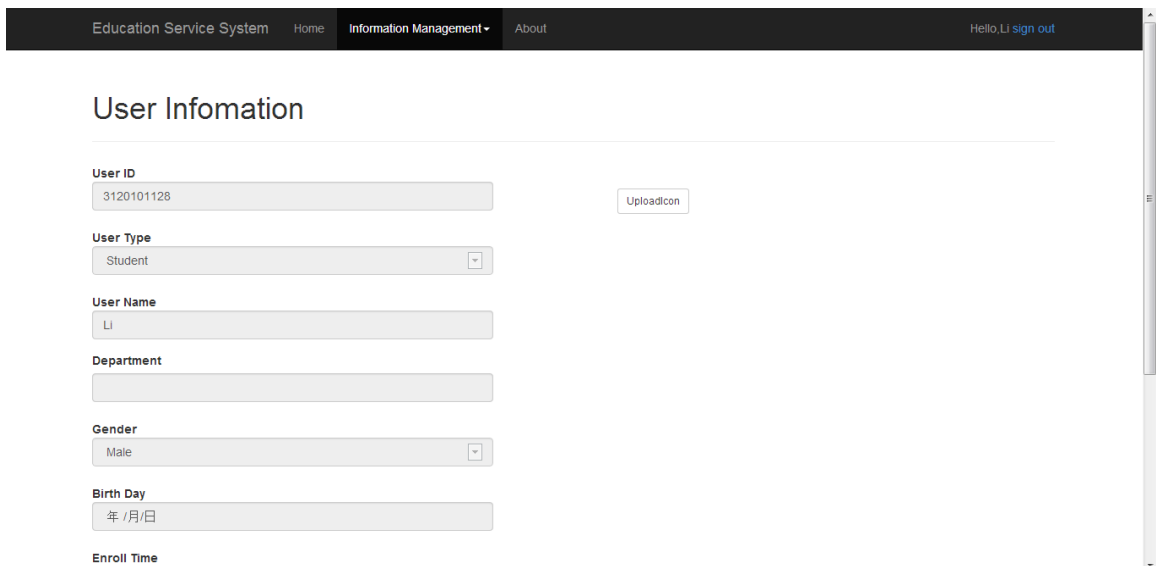 Education Service System Home Information Management About Hello,Li sign out
User Infomation
User ID
3120101128
UploadIcon
User Type
Student
User Name
Li
Department
Gender
Male
Birth Day
年 /月/日
Enroll Time